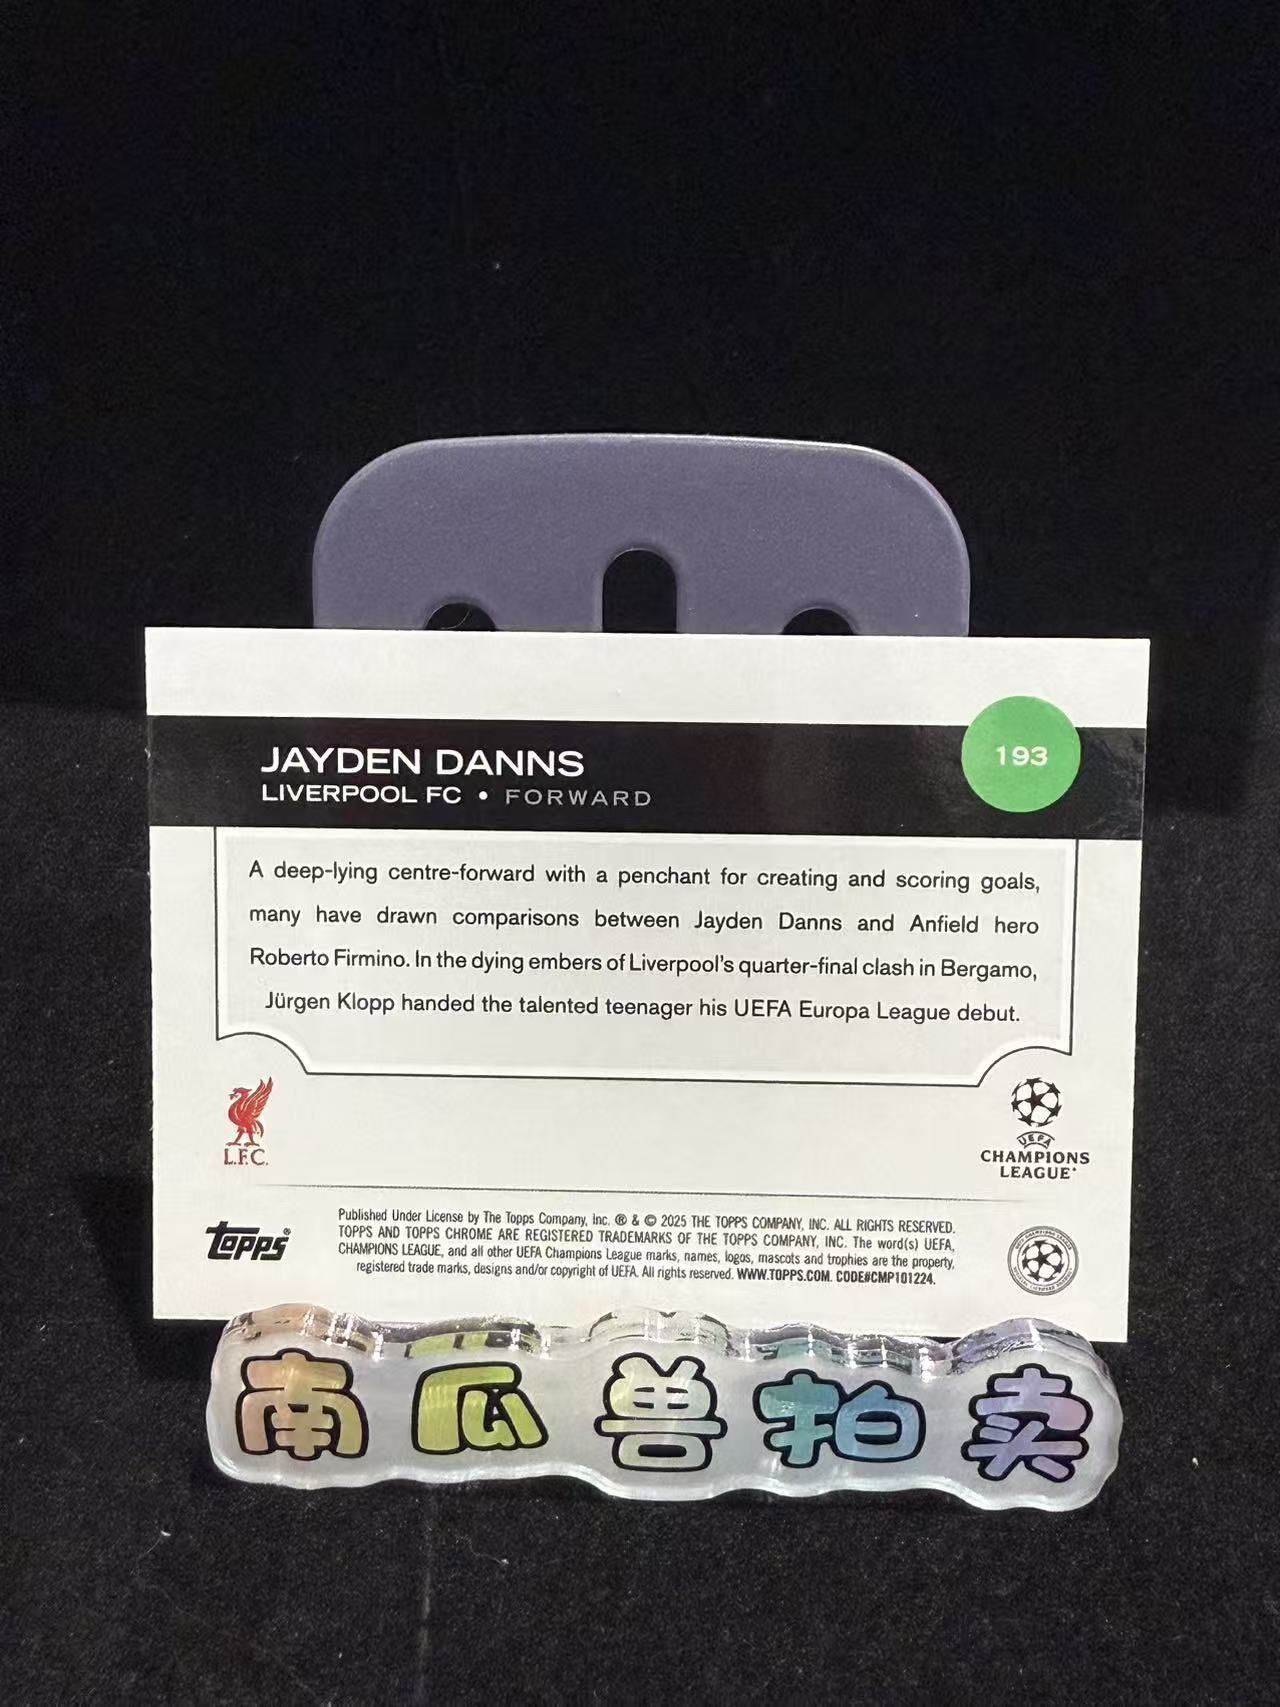 JAYDEN DANNS
LIVERPOOL FC • FORWARD
193
A deep-lying centre-forward with a penchant for creating and scoring goals,
many have drawn comparisons between Jayden Danns and Anfield hero
Roberto Firmino. In the dying embers of Liverpool's quarter-final clash in Bergamo,
Jürgen Klopp handed the talented teenager his UEFA Europa League debut.
L.F.C.
UEFA
CHAMPIONS
LEAGUE
topps®
Published Under License by The Topps Company, Inc. ® & © 2025 THE TOPPS COMPANY, INC. ALL RIGHTS RESERVED.
TOPPS AND TOPPS CHROME ARE REGISTERED TRADEMARKS OF THE TOPPS COMPANY, INC. The word(s) UEFA,
CHAMPIONS LEAGUE, and all other UEFA Champions League marks, names, logos, mascots and trophies are the property,
registered trade marks, designs and/or copyright of UEFA. All rights reserved. WWW.TOPPS.COM. CODE#CMP101224.
南瓜兽拍卖